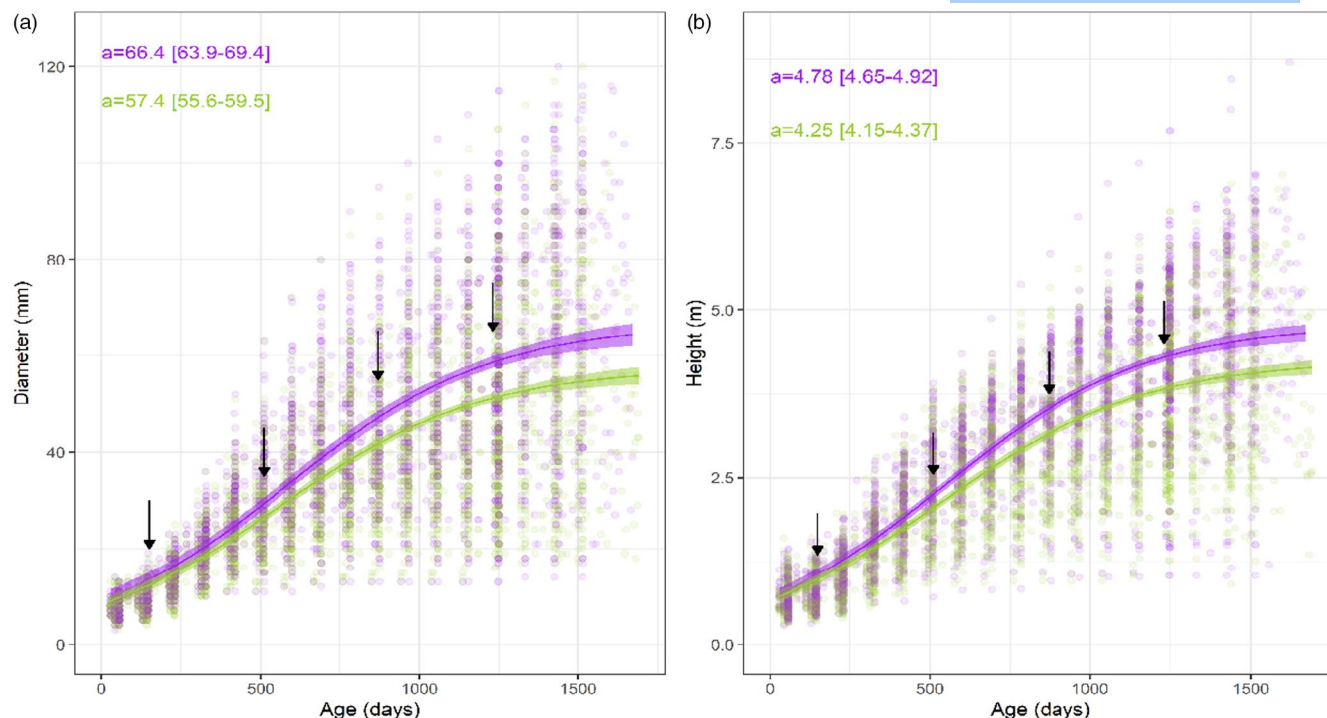 (a)
a=66.4 [63.9-69.4]
a=57.4 [55.6-59.5]
120
80
40
0
Diameter (mm)
0
500
1000
1500
Age (days)
(b)
a=4.78 [4.65-4.92]
a=4.25 [4.15-4.37]
7.5
5.0
2.5
0.0
Height (m)
0
500
1000
1500
Age (days)